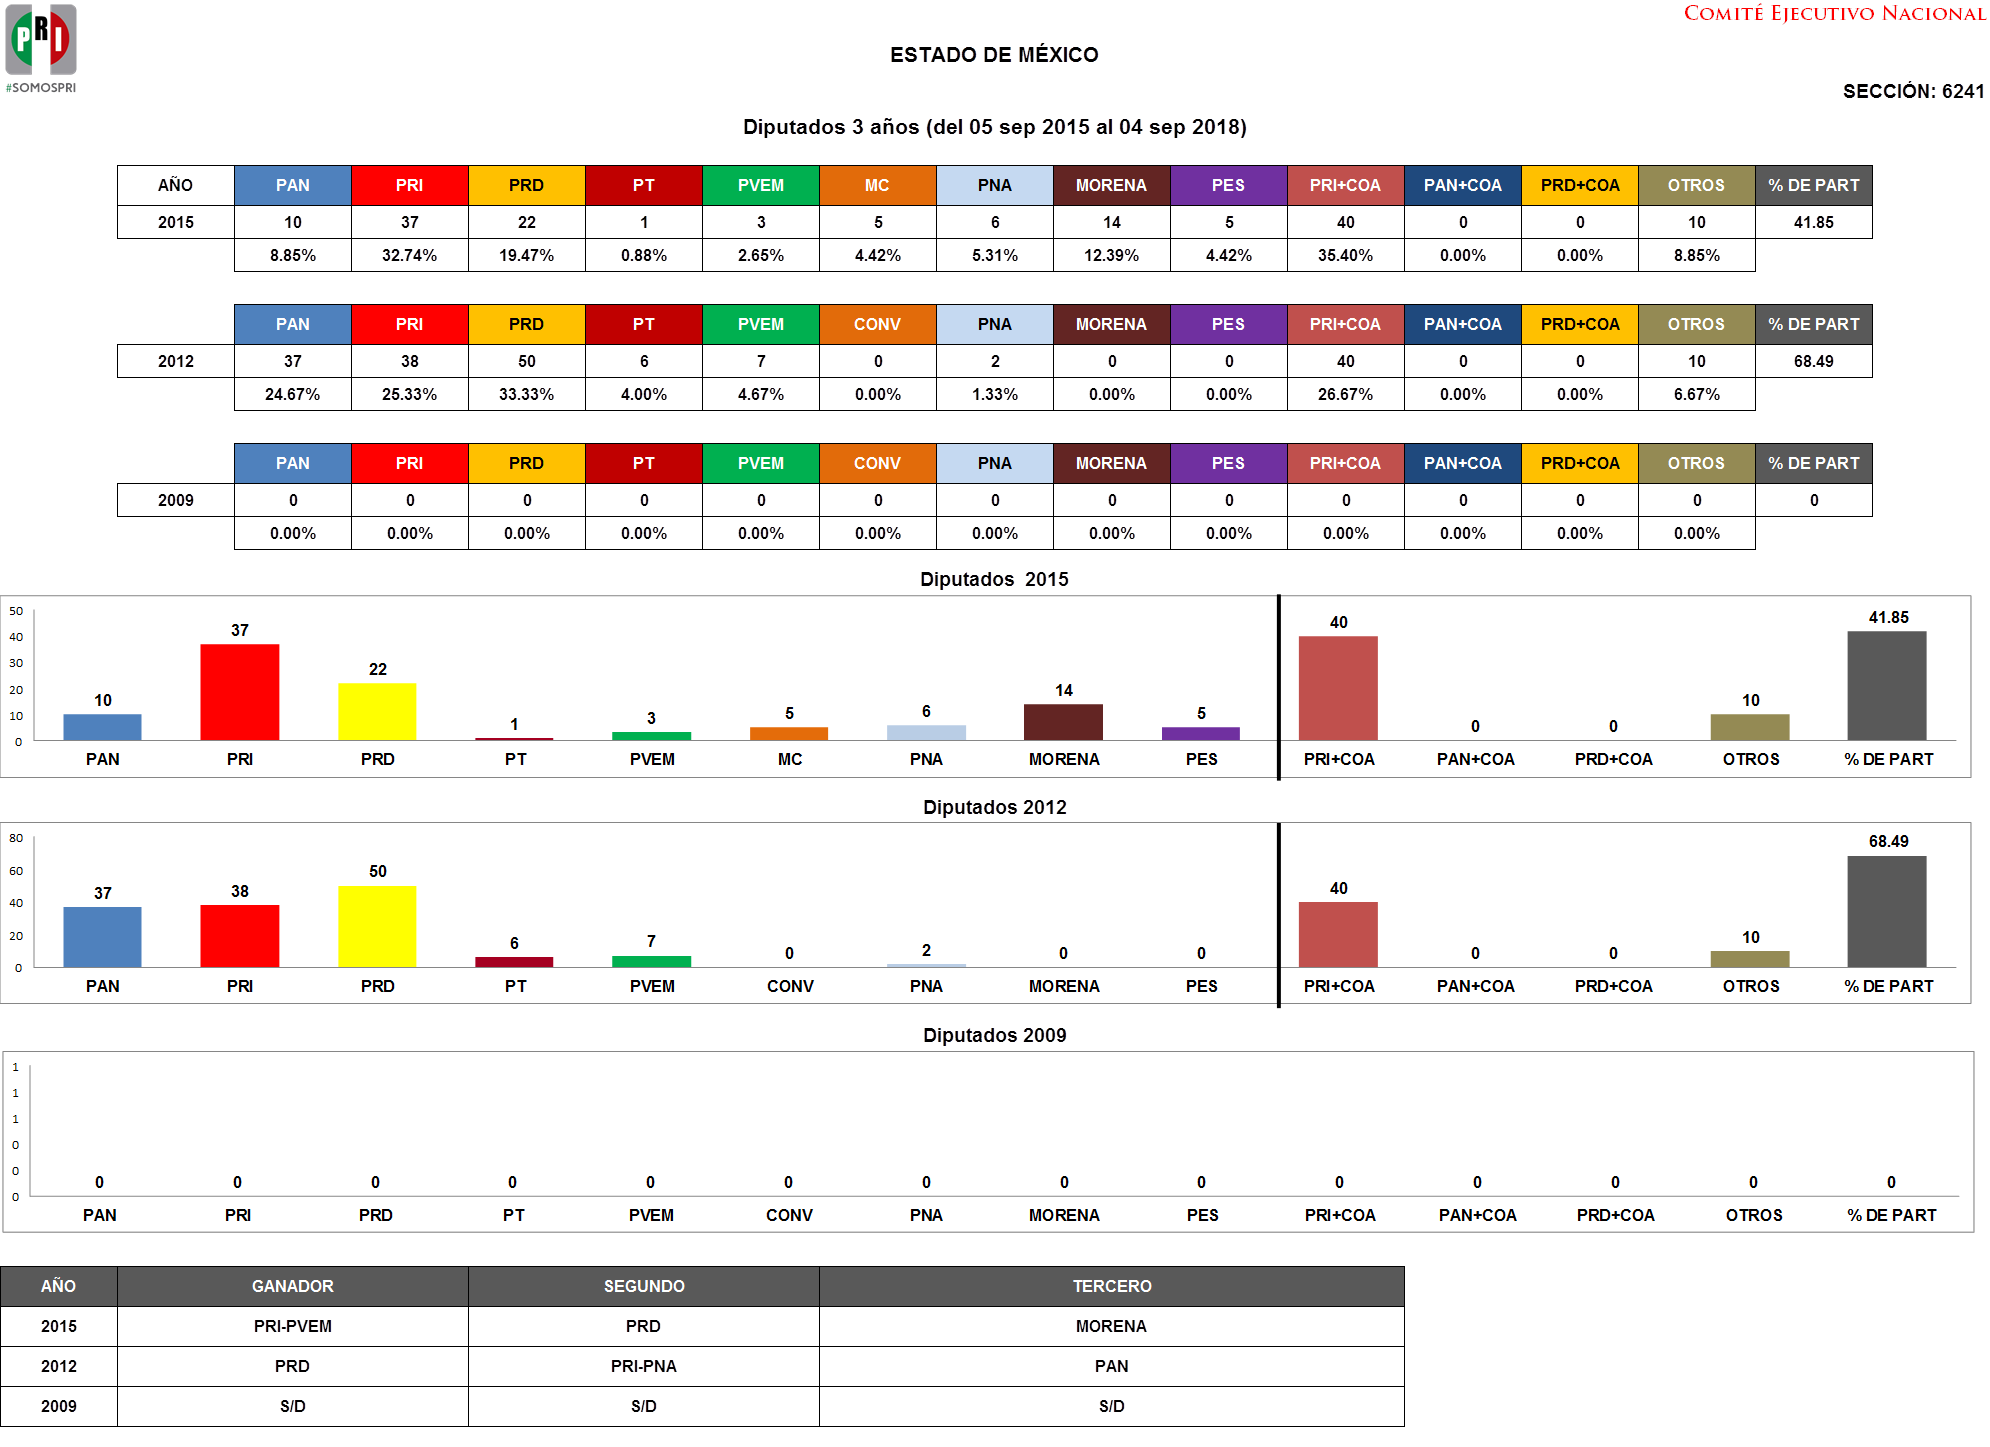 PRI
#SOMOSPRI
COMITÉ EJECUTIVO NACIONAL
ESTADO DE MÉXICO
SECCIÓN: 6241
Diputados 3 años (del 05 sep 2015 al 04 sep 2018)
AÑO PAN PRI PRD PT PVEM MC PNA MORENA PES PRI+COA PAN+COA PRD+COA OTROS % DE PART
2015 10 37 22 1 3 5 6 14 5 40 0 0 10 41.85
8.85% 32.74% 19.47% 0.88% 2.65% 4.42% 5.31% 12.39% 4.42% 35.40% 0.00% 0.00% 8.85%
PAN PRI PRD PT PVEM CONV PNA MORENA PES PRI+COA PAN+COA PRD+COA OTROS % DE PART
2012 37 38 50 6 7 0 2 0 0 40 0 0 10 68.49
24.67% 25.33% 33.33% 4.00% 4.67% 0.00% 1.33% 0.00% 0.00% 26.67% 0.00% 0.00% 6.67%
PAN PRI PRD PT PVEM CONV PNA MORENA PES PRI+COA PAN+COA PRD+COA OTROS % DE PART
2009 0 0 0 0 0 0 0 0 0 0 0 0 0 0
0.00% 0.00% 0.00% 0.00% 0.00% 0.00% 0.00% 0.00% 0.00% 0.00% 0.00% 0.00% 0.00%
Diputados 2015
50
40
30
20
10
0
10 37 22 1 3 5 6 14 5 40 0 0 10 41.85
PAN PRI PRD PT PVEM MC PNA MORENA PES PRI+COA PAN+COA PRD+COA OTROS % DE PART
Diputados 2012
80
60
40
20
0
37 38 50 6 7 0 2 0 0 40 0 0 10 68.49
PAN PRI PRD PT PVEM CONV PNA MORENA PES PRI+COA PAN+COA PRD+COA OTROS % DE PART
Diputados 2009
1
1
1
0
0
0
0 0 0 0 0 0 0 0 0 0 0 0 0 0
PAN PRI PRD PT PVEM CONV PNA MORENA PES PRI+COA PAN+COA PRD+COA OTROS % DE PART
AÑO GANADOR SEGUNDO TERCERO
2015 PRI-PVEM PRD MORENA
2012 PRD PRI-PNA PAN
2009 S/D S/D S/D